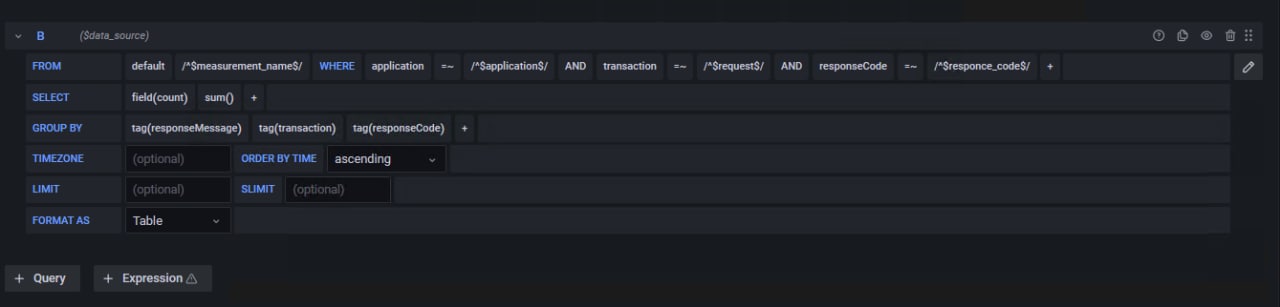 B ($data_source)
FROM default /^$measurement_name$/ WHERE application =~ /^$application$/ AND transaction =~ /^$request$/ AND responseCode =~ /^$responce_code$/ +
SELECT field(count) sum() +
GROUP BY tag(responseMessage) tag(transaction) tag(responseCode) +
TIMEZONE (optional) ORDER BY TIME ascending
LIMIT (optional) SLIMIT (optional)
FORMAT AS Table
+ Query + Expression